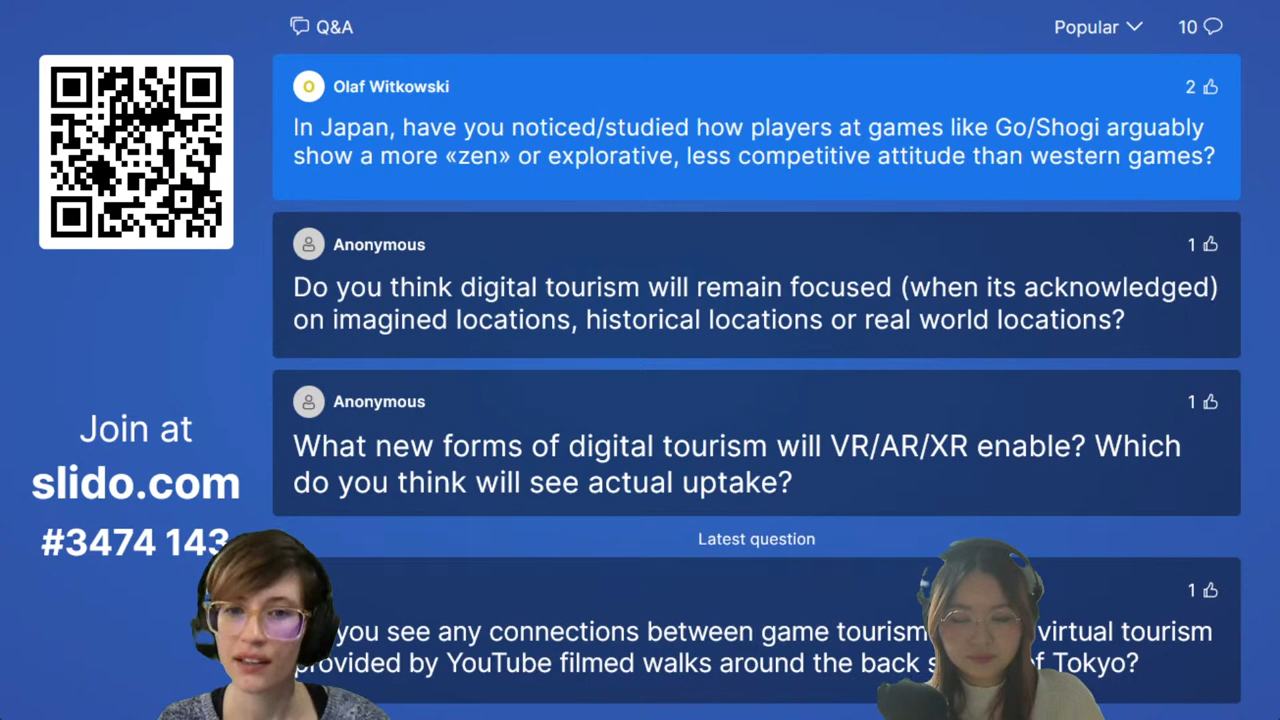 Q&A
Popular
10
Olaf Witkowski
2
In Japan, have you noticed/studied how players at games like Go/Shogi arguably
show a more «zen» or explorative, less competitive attitude than western games?
Anonymous
1
Do you think digital tourism will remain focused (when its acknowledged)
on imagined locations, historical locations or real world locations?
Anonymous
1
What new forms of digital tourism will VR/AR/XR enable? Which
do you think will see actual uptake?
Join at
slido.com
#3474 143
Latest question
1
you see any connections between game tourism virtual tourism
provided by YouTube filmed walks around the back of Tokyo?